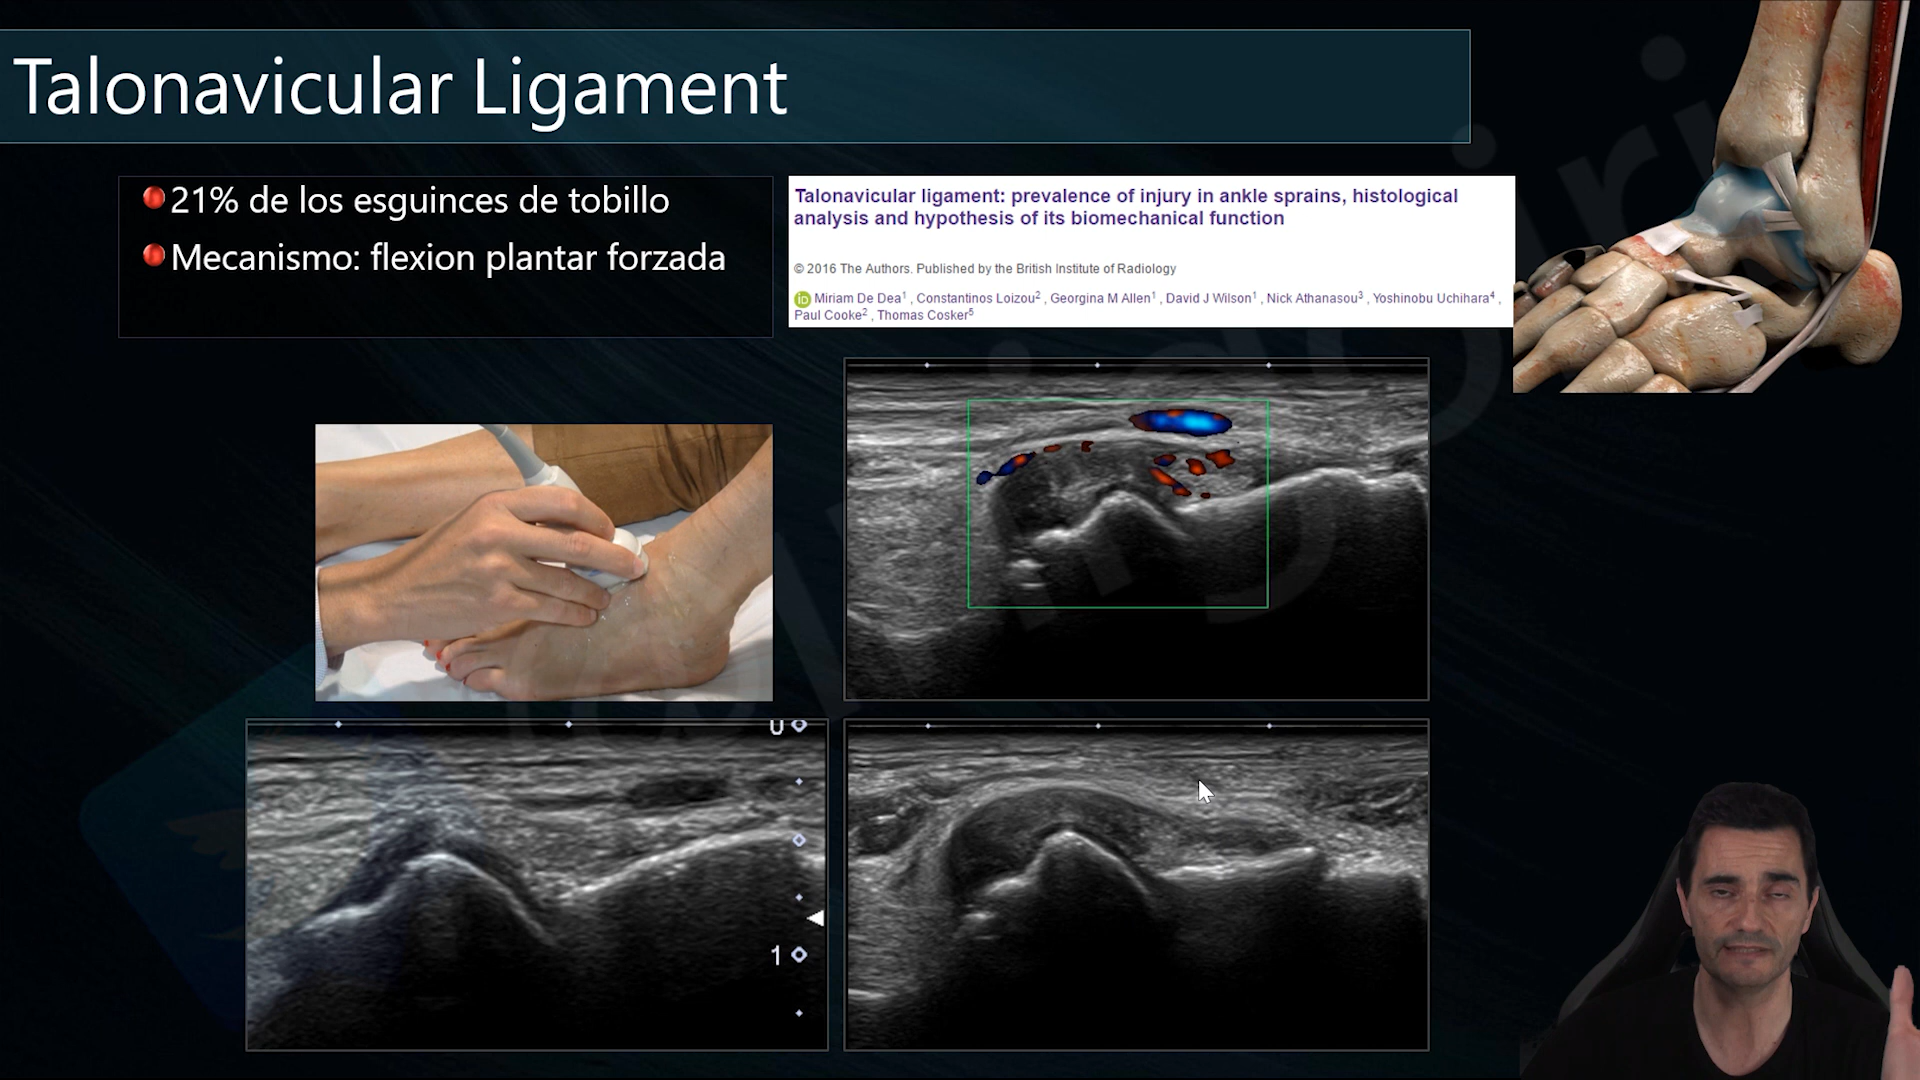 Talonavicular Ligament
21% de los esguinces de tobillo
Mecanismo: flexion plantar forzada
Talonavicular ligament: prevalence of injury in ankle sprains, histological
analysis and hypothesis of its biomechanical function
© 2016 The Authors. Published by the British Institute of Radiology
iD Miriam De Dea1 , Constantinos Loizou2 , Georgina M Allen1 , David J Wilson1 , Nick Athanasou3 , Yoshinobu Uchihara4 ,
Paul Cooke2 , Thomas Cosker5
0
1